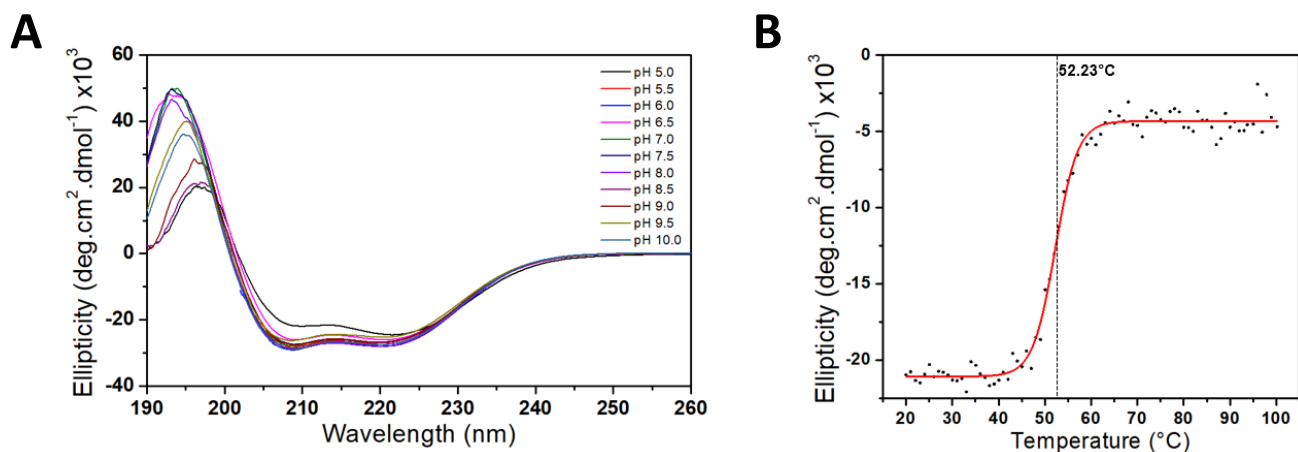 A
Ellipticity (deg.cm².dmol⁻¹) x10³
60
40
20
0
-20
-40
190
200
210
220
230
240
250
260
Wavelength (nm)
pH 5.0
pH 5.5
pH 6.0
pH 6.5
pH 7.0
pH 7.5
pH 8.0
pH 8.5
pH 9.0
pH 9.5
pH 10.0
B
Ellipticity (deg.cm².dmol⁻¹) x10³
0
-5
-10
-15
-20
52.23°C
20
30
40
50
60
70
80
90
100
Temperature (°C)